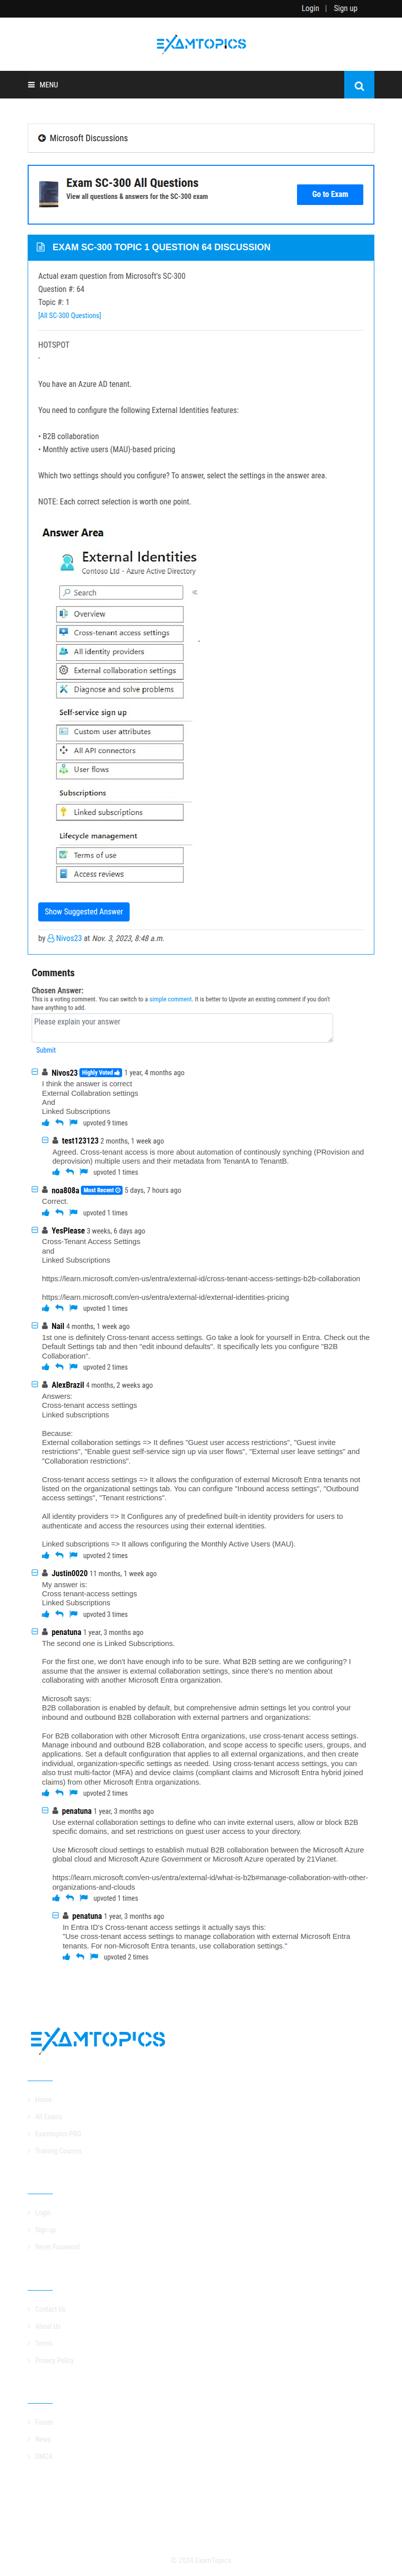 Login | Sign up
EXAMTOPICS
MENU
Microsoft Discussions
Exam SC-300 All Questions
View all questions & answers for the SC-300 exam
Go to Exam
EXAM SC-300 TOPIC 1 QUESTION 64 DISCUSSION
Actual exam question from Microsoft's SC-300
Question #: 64
Topic #: 1
[All SC-300 Questions]
HOTSPOT
-
You have an Azure AD tenant.
You need to configure the following External Identities features:
• B2B collaboration
• Monthly active users (MAU)-based pricing
Which two settings should you configure? To answer, select the settings in the answer area.
NOTE: Each correct selection is worth one point.
Answer Area
External Identities
Contoso Ltd - Azure Active Directory
Search «
Overview
Cross-tenant access settings
All identity providers
External collaboration settings
Diagnose and solve problems
Self-service sign up
Custom user attributes
All API connectors
User flows
Subscriptions
Linked subscriptions
Lifecycle management
Terms of use
Access reviews
Show Suggested Answer
by Nivos23 at Nov. 3, 2023, 8:48 a.m.
Comments
Chosen Answer:
This is a voting comment. You can switch to a simple comment. It is better to Upvote an existing comment if you don't
have anything to add.
Please explain your answer
Submit
Nivos23 Highly Voted 1 year, 4 months ago
I think the answer is correct
External Collabration settings
And
Linked Subscriptions
upvoted 9 times
test123123 2 months, 1 week ago
Agreed. Cross-tenant access is more about automation of continuously synching (PRovision and
deprovision) multiple users and their metadata from TenantA to TenantB.
upvoted 1 times
noa808a Most Recent 5 days, 7 hours ago
Correct.
upvoted 1 times
YesPlease 3 weeks, 6 days ago
Cross-Tenant Access Settings
and
Linked Subscriptions
https://learn.microsoft.com/en-us/entra/external-id/cross-tenant-access-settings-b2b-collaboration
https://learn.microsoft.com/en-us/entra/external-id/external-identities-pricing
upvoted 1 times
Nail 4 months, 1 week ago
1st one is definitely Cross-tenant access settings. Go take a look for yourself in Entra. Check out the
Default Settings tab and then "edit inbound defaults". It specifically lets you configure "B2B
Collaboration".
upvoted 2 times
AlexBrazil 4 months, 2 weeks ago
Answers:
Cross-tenant access settings
Linked subscriptions
Because:
External collaboration settings => It defines "Guest user access restrictions", "Guest invite
restrictions", "Enable guest self-service sign up via user flows", "External user leave settings" and
"Collaboration restrictions".
Cross-tenant access settings => It allows the configuration of external Microsoft Entra tenants not
listed on the organizational settings tab. You can configure "Inbound access settings", "Outbound
access settings", "Tenant restrictions".
All identity providers => It Configures any of predefined built-in identity providers for users to
authenticate and access the resources using their external identities.
Linked subscriptions => It allows configuring the Monthly Active Users (MAU).
upvoted 2 times
Justin0020 11 months, 1 week ago
My answer is:
Cross tenant-access settings
Linked Subscriptions
upvoted 3 times
penatuna 1 year, 3 months ago
The second one is Linked Subscriptions.
For the first one, we don't have enough info to be sure. What B2B setting are we configuring? I
assume that the answer is external collaboration settings, since there's no mention about
collaborating with another Microsoft Entra organization.
Microsoft says:
B2B collaboration is enabled by default, but comprehensive admin settings let you control your
inbound and outbound B2B collaboration with external partners and organizations:
For B2B collaboration with other Microsoft Entra organizations, use cross-tenant access settings.
Manage inbound and outbound B2B collaboration, and scope access to specific users, groups, and
applications. Set a default configuration that applies to all external organizations, and then create
individual, organization-specific settings as needed. Using cross-tenant access settings, you can
also trust multi-factor (MFA) and device claims (compliant claims and Microsoft Entra hybrid joined
claims) from other Microsoft Entra organizations.
upvoted 2 times
penatuna 1 year, 3 months ago
Use external collaboration settings to define who can invite external users, allow or block B2B
specific domains, and set restrictions on guest user access to your directory.
Use Microsoft cloud settings to establish mutual B2B collaboration between the Microsoft Azure
global cloud and Microsoft Azure Government or Microsoft Azure operated by 21Vianet.
https://learn.microsoft.com/en-us/entra/external-id/what-is-b2b#manage-collaboration-with-other-
organizations-and-clouds
upvoted 1 times
penatuna 1 year, 3 months ago
In Entra ID's Cross-tenant access settings it actually says this:
"Use cross-tenant access settings to manage collaboration with external Microsoft Entra
tenants. For non-Microsoft Entra tenants, use collaboration settings."
upvoted 2 times
EXAMTOPICS
Home
All Exams
Examtopics PRO
Training Courses
Login
Sign up
Reset Password
Contact Us
About Us
Terms
Privacy Policy
Forum
News
DMCA
© 2024 ExamTopics